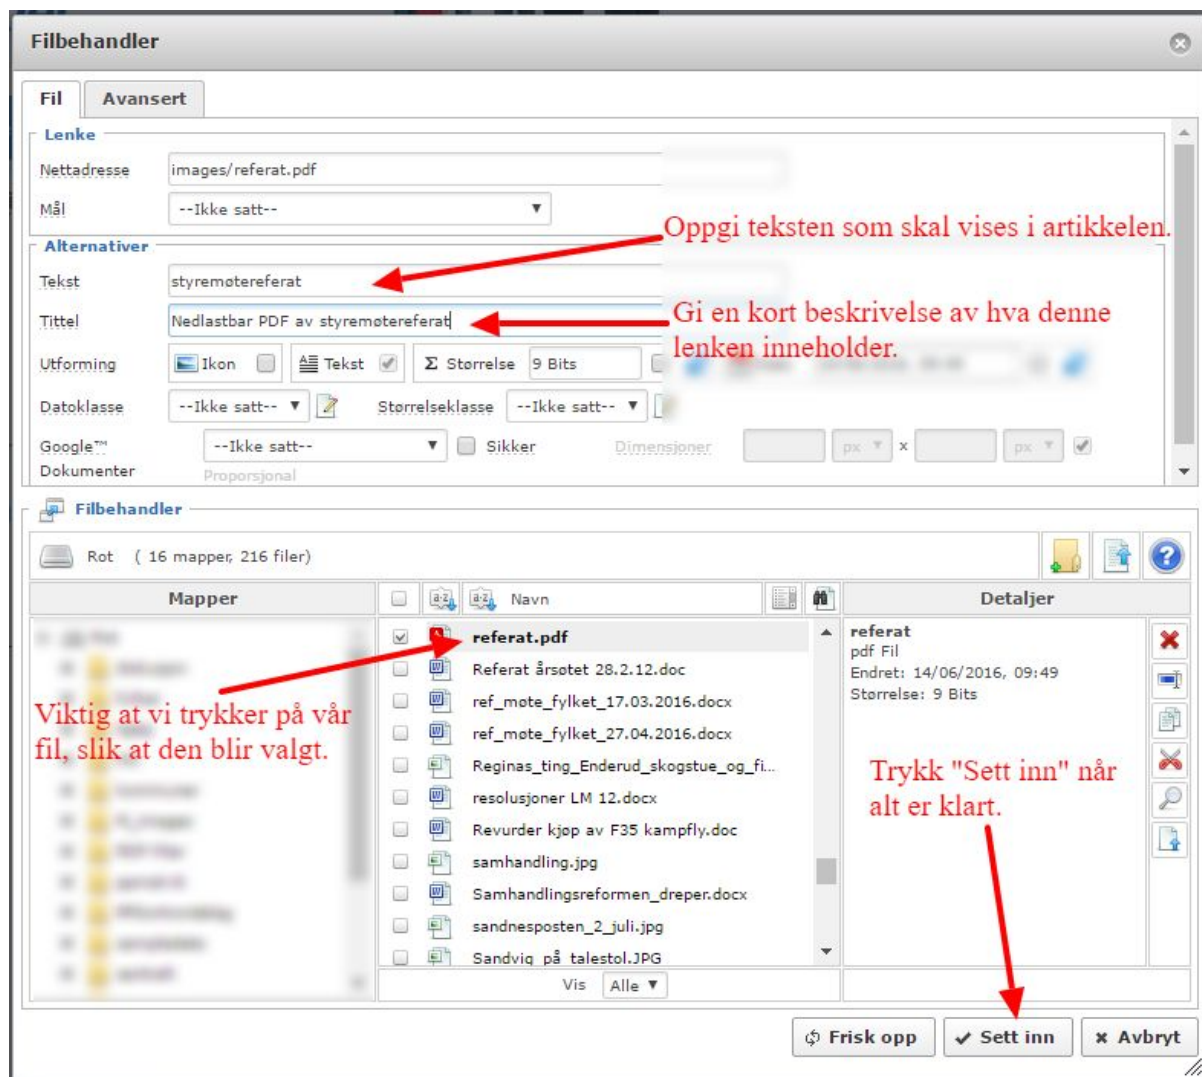 Filbehandler
Fil Avansert
Lenke
Nettadresse images/referat.pdf
Mål --Ikke satt--
Oppgi teksten som skal vises i artikkelen.
Alternativer
Tekst styremøtereferat
Tittel Nedlastbar PDF av styremøtereferat
Gi en kort beskrivelse av hva denne
lenken inneholder.
Utforming Ikon Tekst Σ Størrelse 9 Bits
Datoklasse --Ikke satt-- Størrelseklasse --Ikke satt--
Google™ --Ikke satt-- Sikker Dimensjoner px x px
Dokumenter Proporsjonal
Filbehandler
Rot ( 16 mapper, 216 filer)
Mapper Navn Detaljer
referat.pdf
Referat årsøtet 28.2.12.doc
ref_møte_fylket_17.03.2016.docx
ref_møte_fylket_27.04.2016.docx
Reginas_ting_Enderud_skogstue_og_fi...
resolusjoner LM 12.docx
Revurder kjøp av F35 kampfly.doc
samhandling.jpg
Samhandlingsreformen_dreper.docx
sandnesposten_2_juli.jpg
Sandvig på talestol.JPG
referat
pdf Fil
Endret: 14/06/2016, 09:49
Størrelse: 9 Bits
Viktig at vi trykker på vår
fil, slik at den blir valgt.
Trykk "Sett inn" når
alt er klart.
Vis Alle
Frisk opp Sett inn Avbryt